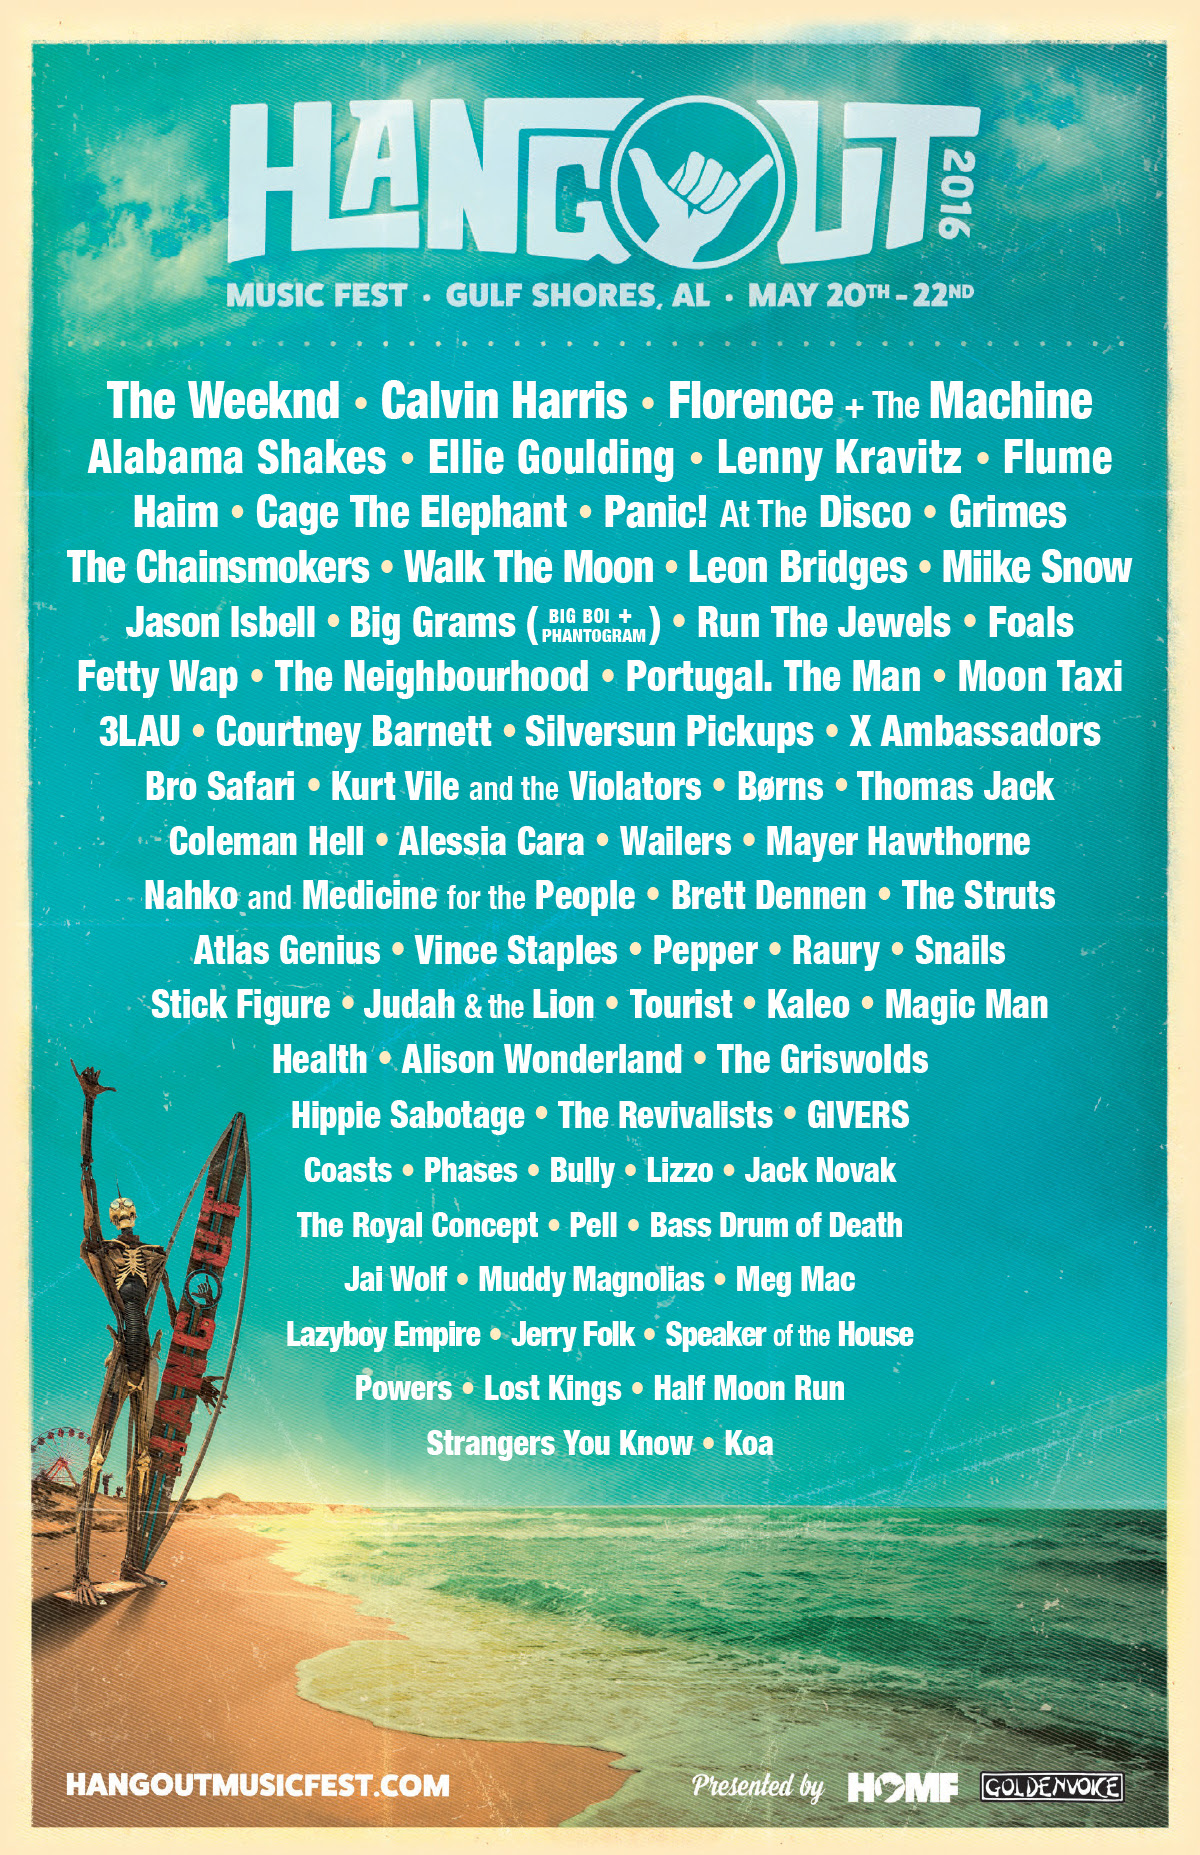 HANGOUT 2016
MUSIC FEST • GULF SHORES, AL • MAY 20TH - 22ND
The Weeknd • Calvin Harris • Florence + The Machine
Alabama Shakes • Ellie Goulding • Lenny Kravitz • Flume
Haim • Cage The Elephant • Panic! At The Disco • Grimes
The Chainsmokers • Walk The Moon • Leon Bridges • Miike Snow
Jason Isbell • Big Grams (BIG BOI + PHANTOGRAM) • Run The Jewels • Foals
Fetty Wap • The Neighbourhood • Portugal. The Man • Moon Taxi
3LAU • Courtney Barnett • Silversun Pickups • X Ambassadors
Bro Safari • Kurt Vile and the Violators • Børns • Thomas Jack
Coleman Hell • Alessia Cara • Wailers • Mayer Hawthorne
Nahko and Medicine for the People • Brett Dennen • The Struts
Atlas Genius • Vince Staples • Pepper • Raury • Snails
Stick Figure • Judah & the Lion • Tourist • Kaleo • Magic Man
Health • Alison Wonderland • The Griswolds
Hippie Sabotage • The Revivalists • GIVERS
Coasts • Phases • Bully • Lizzo • Jack Novak
The Royal Concept • Pell • Bass Drum of Death
Jai Wolf • Muddy Magnolias • Meg Mac
Lazyboy Empire • Jerry Folk • Speaker of the House
Powers • Lost Kings • Half Moon Run
Strangers You Know • Koa
HANGOUT
HANGOUTMUSICFEST.COM
Presented by HOMF GOLDENVOICE